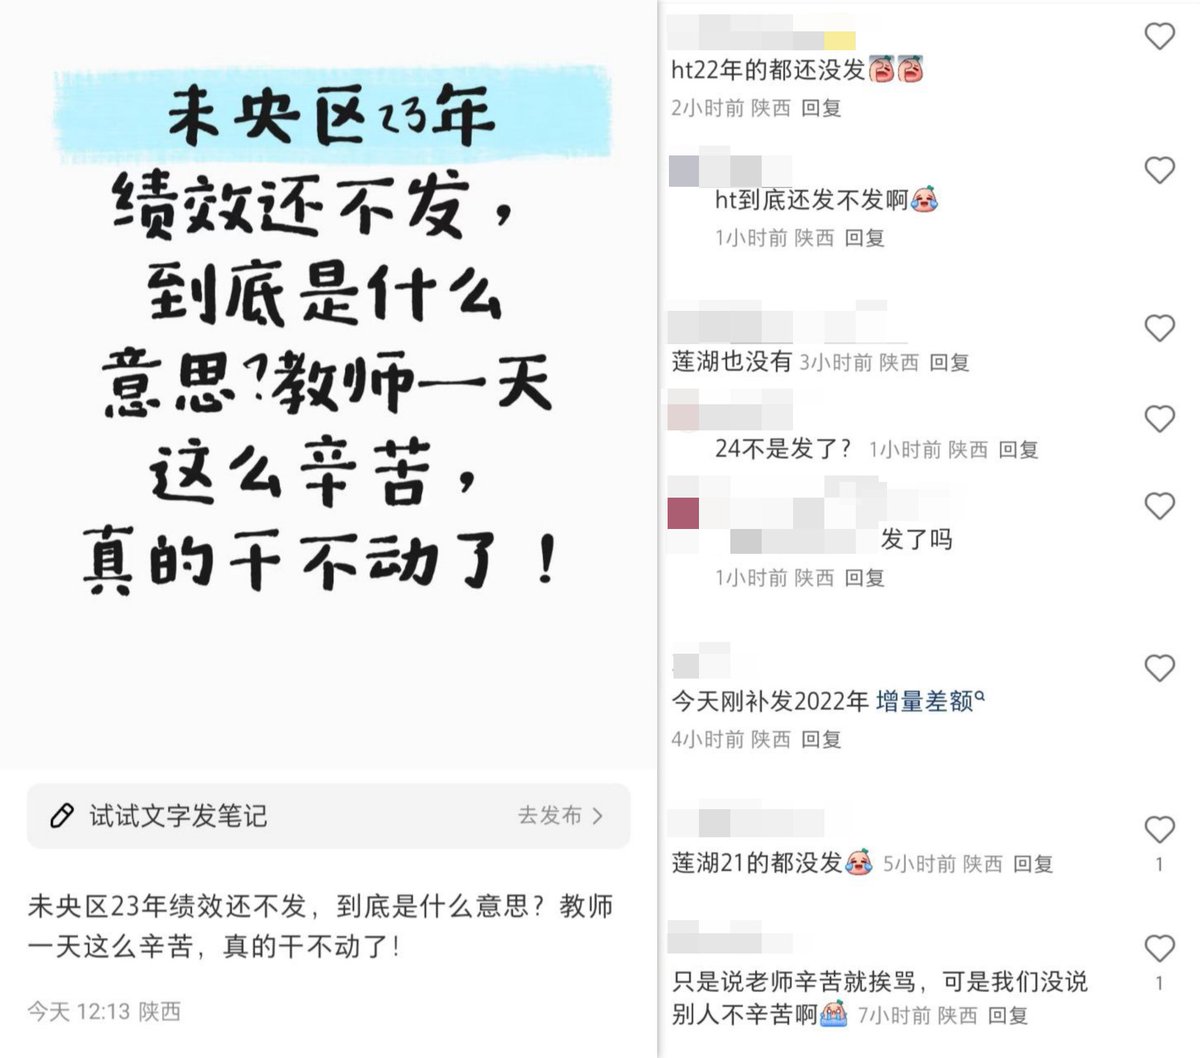 未央区23年
绩效还不发，
到底是什么
意思?教师一天
这么辛苦，
真的干不动了！
试试文字发笔记
去发布
未央区23年绩效还不发，到底是什么意思？教师
一天这么辛苦，真的干不动了！
今天 12:13 陕西
ht22年的都还没发
2小时前 陕西 回复
ht到底还发不发啊
1小时前 陕西 回复
莲湖也没有 3小时前 陕西 回复
24不是发了？ 1小时前 陕西 回复
发了吗
1小时前 陕西 回复
今天刚补发2022年 增量差额
4小时前 陕西 回复
莲湖21的都没发 5小时前 陕西 回复
1
只是说老师辛苦就挨骂，可是我们没说
别人不辛苦啊 7小时前 陕西 回复
1